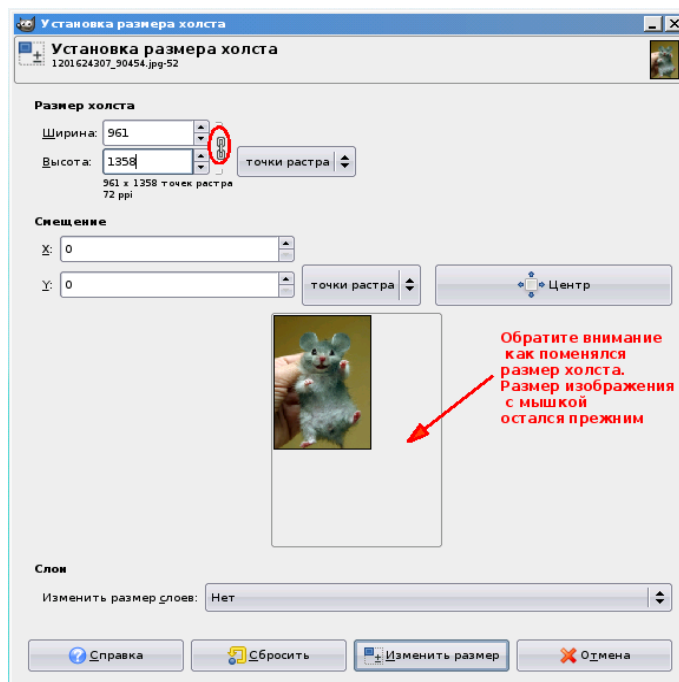 Установка размера холста
Установка размера холста
1201624307_90454.jpg-52
Размер холста
Ширина: 961
Высота: 1358 точки растра
961 x 1358 точек растра
72 ppi
Смещение
X: 0
Y: 0 точки растра Центр
Обратите внимание
как поменялся
размер холста.
Размер изображения
с мышкой
остался прежним
Слои
Изменить размер слоев: Нет
Справка Сбросить Изменить размер Отмена